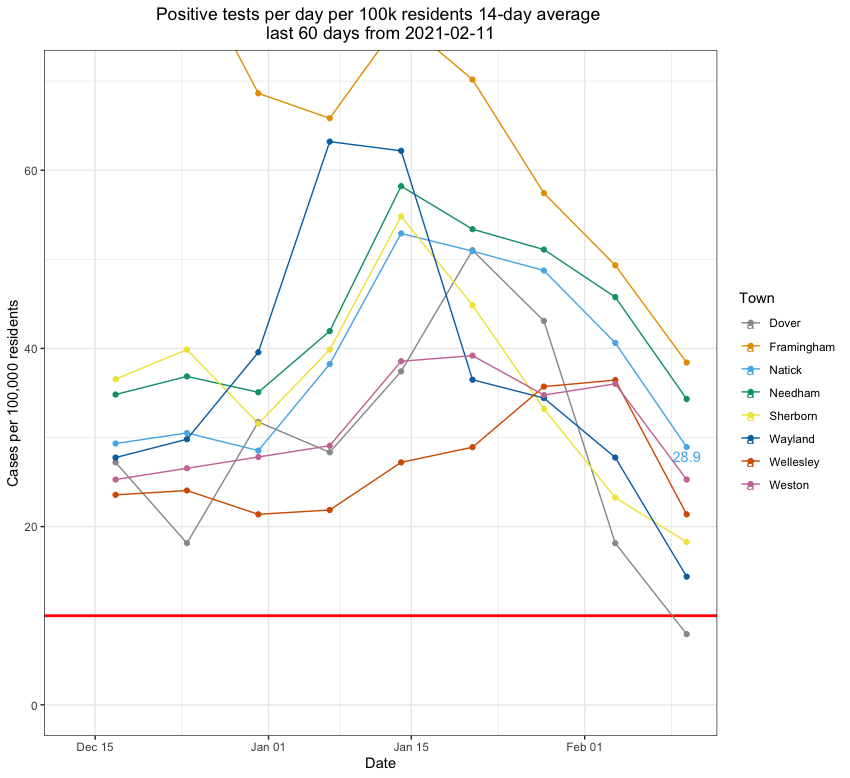 Positive tests per day per 100k residents 14-day average
last 60 days from 2021-02-11
Cases per 100,000 residents
60
40
20
0
28.9
Dec 15
Jan 01
Jan 15
Feb 01
Date
Town
a Dover
a Framingham
a Natick
a Needham
a Sherborn
a Wayland
a Wellesley
a Weston